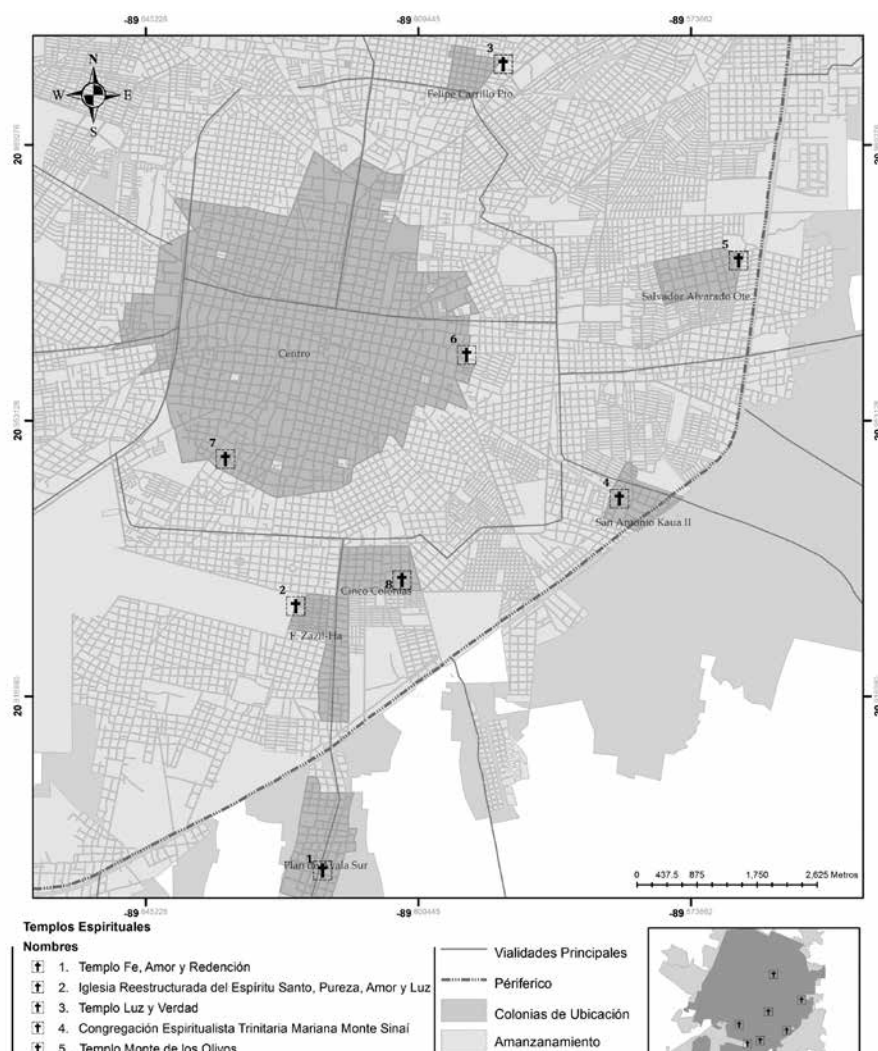 -89
-89
-89
N
W E
S
3
Felipe Carrillo Pto.
20
20
5
Salvador Alvarado Ote.
6
Centro
20
20
7
4
San Antonio Kaua II
8
Cinco Colonias
2
F. Zazil-Ha
20
20
1
Plan de Ayala Sur
0 437.5 875 1,750 2,625 Metros
-89
-89
-89
Templos Espirituales
Nombres
1. Templo Fe, Amor y Redención
2. Iglesia Reestructurada del Espíritu Santo, Pureza, Amor y Luz
3. Templo Luz y Verdad
4. Congregación Espiritualista Trinitaria Mariana Monte Sinaí
5. Templo Monte de los Olivos
Vialidades Principales
Périferico
Colonias de Ubicación
Amanzanamiento